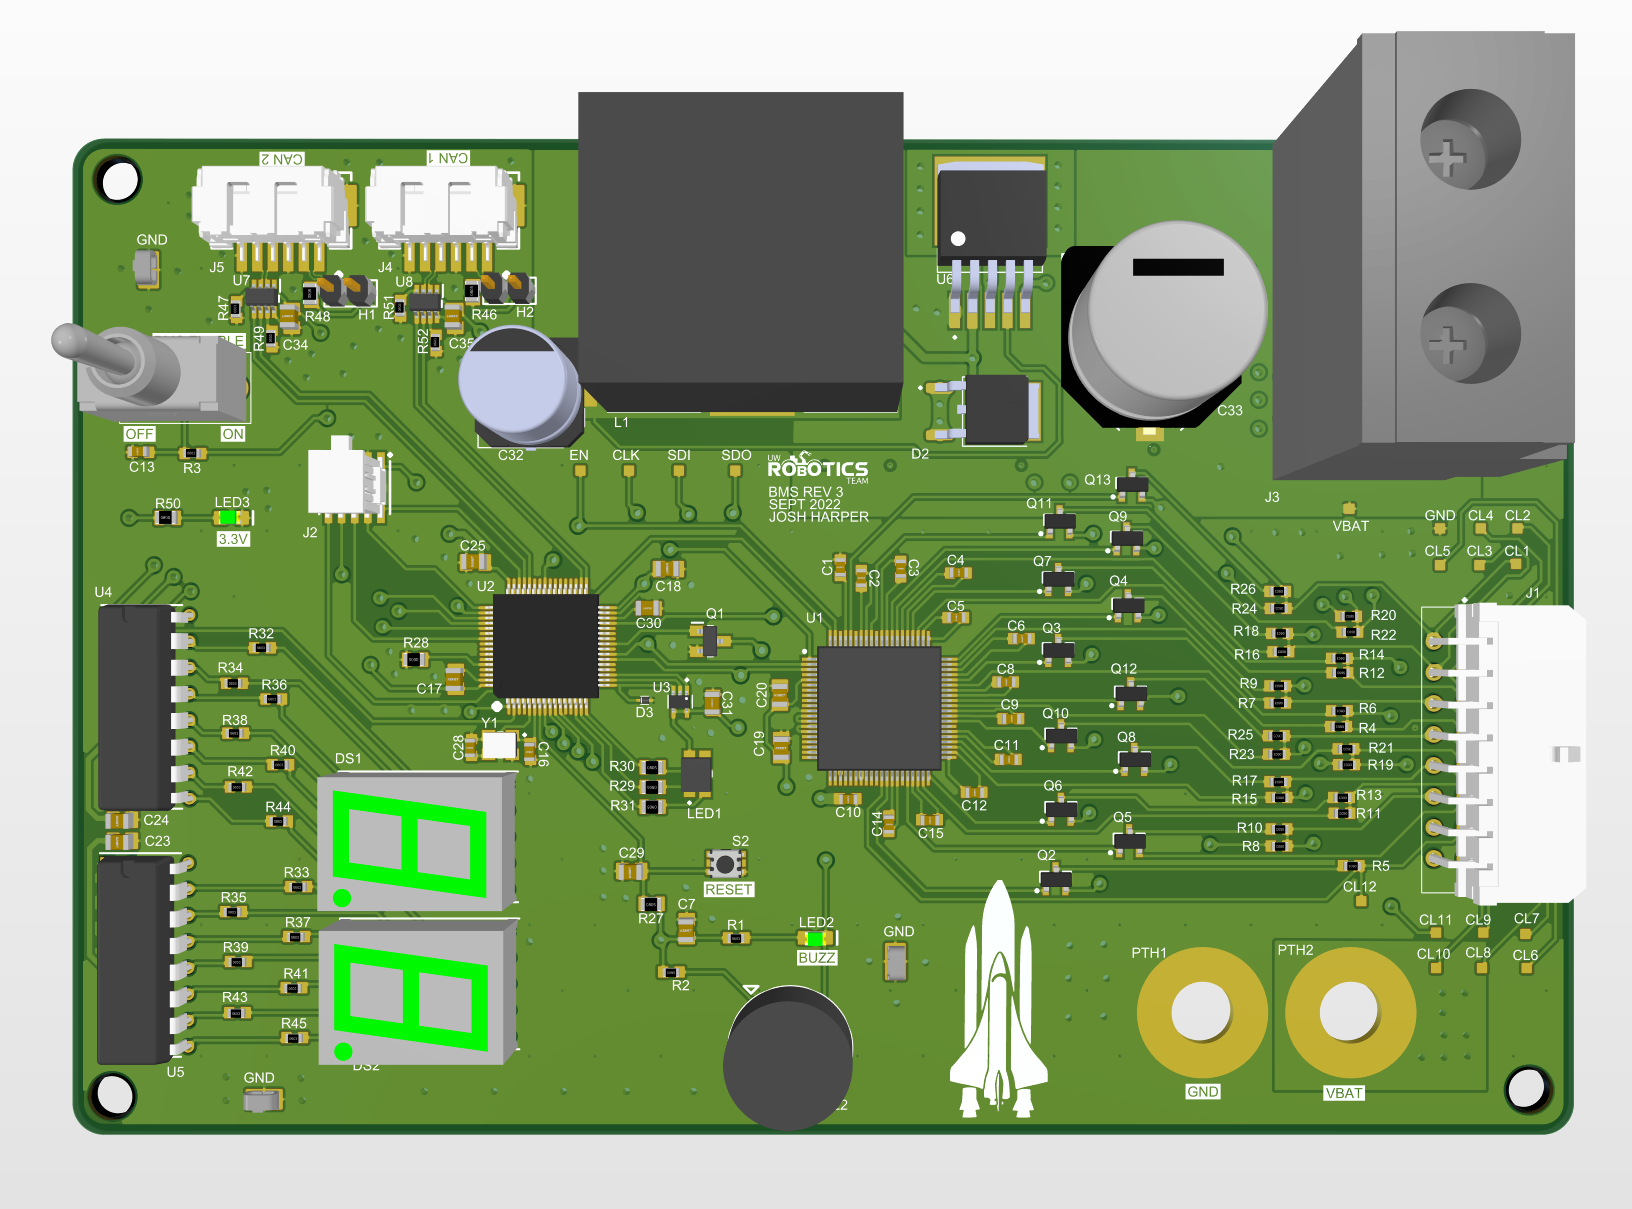 CAN 2
CAN 1
GND
J5
U7
J4
U8
U6
R47
R48
H1
R51
R46
H2
R49
C34
R52
C35
LE
OFF
ON
C13
R3
L1
C32
C33
D2
EN
CLK
SDI
SDO
UW
ROBOTICS
TEAM
BMS REV 3
SEPT 2022
JOSH HARPER
Q13
J3
R50
LED3
3.3V
J2
Q11
Q9
VBAT
GND
CL4
CL2
CL5
CL3
CL1
C25
U2
C18
C1
C2
C3
C4
Q7
Q4
U4
C30
Q1
U1
C5
C6
Q3
R26
R24
R20
R22
J1
R32
R28
R18
R16
R14
R12
R34
R36
C17
U3
D3
C31
C20
C8
Q12
R9
R7
R6
R4
R38
Y1
C28
C16
C19
C9
Q10
Q8
R25
R23
R21
R19
R40
DS1
R42
R30
R29
R31
LED1
C11
C12
Q6
R17
R15
R13
R11
R44
C24
C23
C10
C14
C15
Q5
R10
R8
C29
S2
RESET
Q2
R5
CL12
R33
R35
R27
C7
R1
LED2
BUZZ
GND
CL11
CL9
CL7
R37
R39
R2
PTH1
PTH2
CL10
CL8
CL6
R41
R43
R45
DS2
U5
GND
2
GND
VBAT